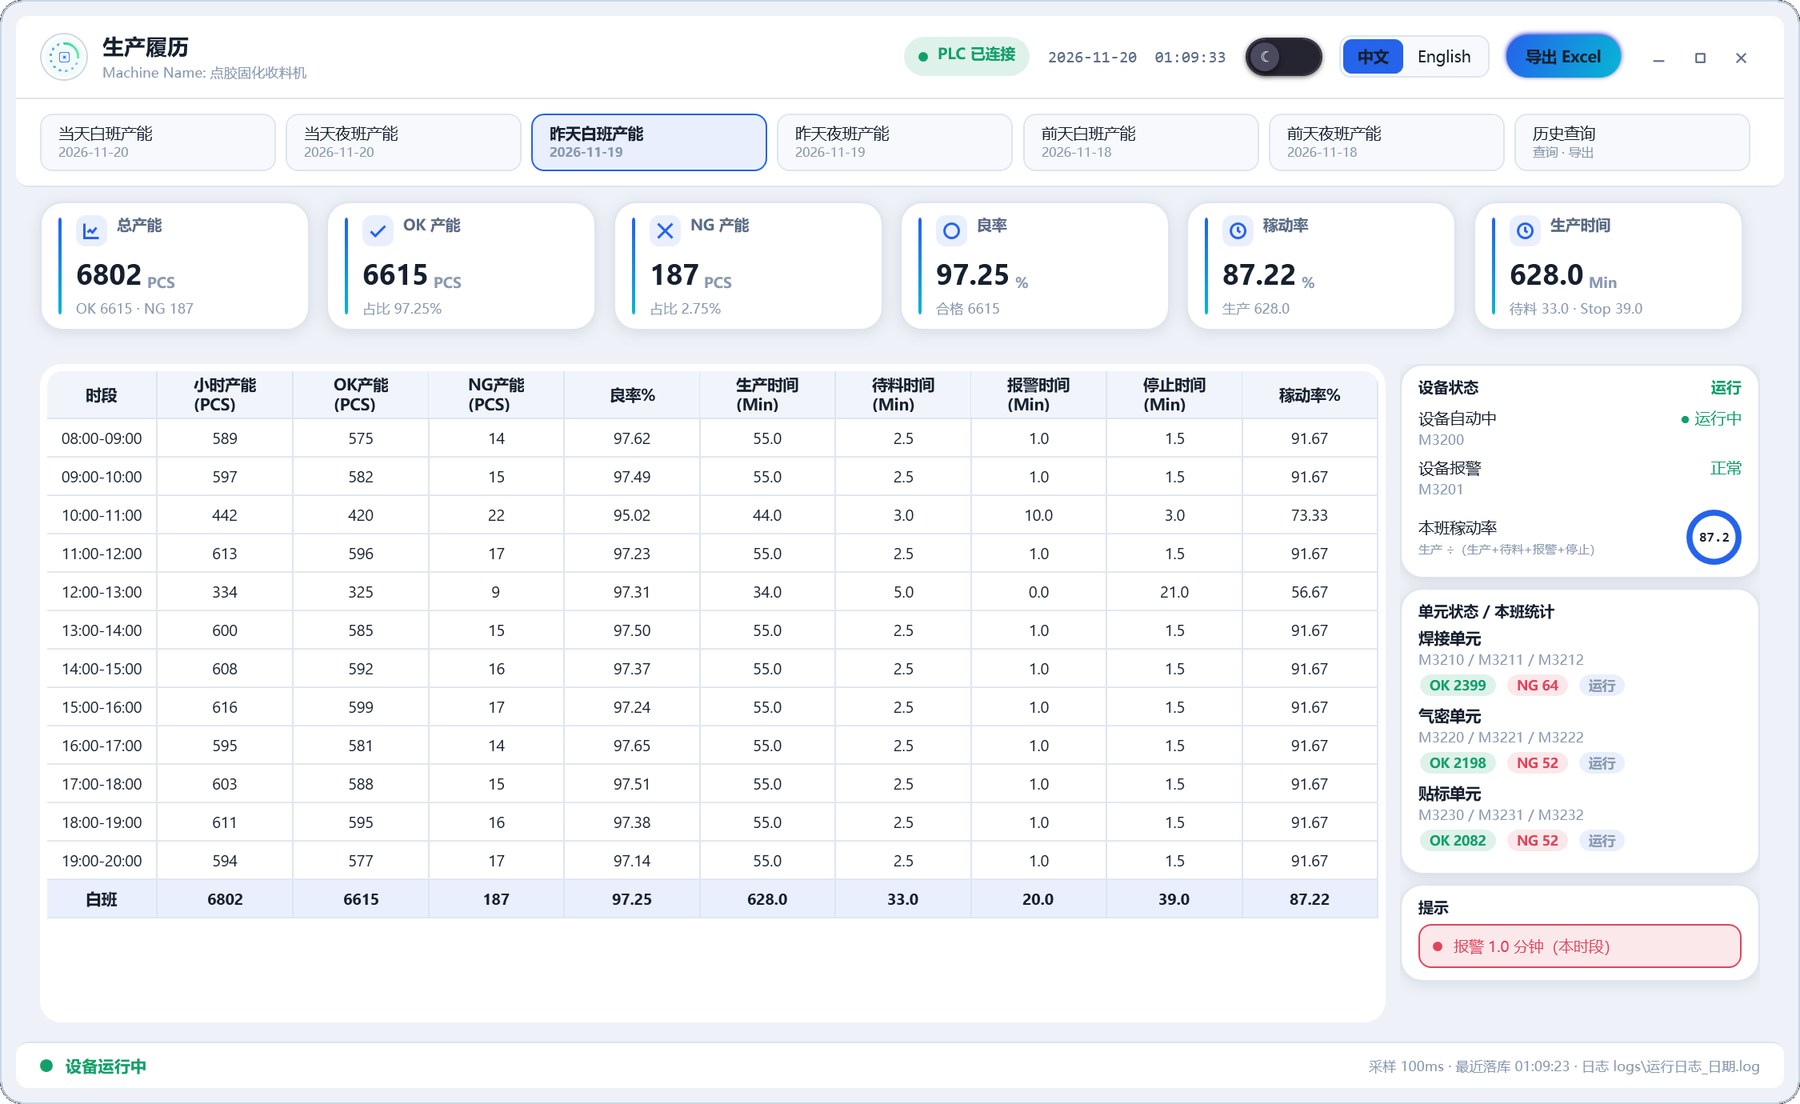 生产履历
Machine Name: 点胶固化收料机
PLC 已连接
2026-11-20 01:09:33
中文 English
导出 Excel
当天白班产能
2026-11-20
当天夜班产能
2026-11-20
昨天白班产能
2026-11-19
昨天夜班产能
2026-11-19
前天白班产能
2026-11-18
前天夜班产能
2026-11-18
历史查询
查询 · 导出
总产能
6802 PCS
OK 6615 · NG 187
OK 产能
6615 PCS
占比 97.25%
NG 产能
187 PCS
占比 2.75%
良率
97.25 %
合格 6615
稼动率
87.22 %
生产 628.0
生产时间
628.0 Min
待料 33.0 · Stop 39.0
时段 小时产能 (PCS) OK产能 (PCS) NG产能 (PCS) 良率% 生产时间 (Min) 待料时间 (Min) 报警时间 (Min) 停止时间 (Min) 稼动率%
08:00-09:00 589 575 14 97.62 55.0 2.5 1.0 1.5 91.67
09:00-10:00 597 582 15 97.49 55.0 2.5 1.0 1.5 91.67
10:00-11:00 442 420 22 95.02 44.0 3.0 10.0 3.0 73.33
11:00-12:00 613 596 17 97.23 55.0 2.5 1.0 1.5 91.67
12:00-13:00 334 325 9 97.31 34.0 5.0 0.0 21.0 56.67
13:00-14:00 600 585 15 97.50 55.0 2.5 1.0 1.5 91.67
14:00-15:00 608 592 16 97.37 55.0 2.5 1.0 1.5 91.67
15:00-16:00 616 599 17 97.24 55.0 2.5 1.0 1.5 91.67
16:00-17:00 595 581 14 97.65 55.0 2.5 1.0 1.5 91.67
17:00-18:00 603 588 15 97.51 55.0 2.5 1.0 1.5 91.67
18:00-19:00 611 595 16 97.38 55.0 2.5 1.0 1.5 91.67
19:00-20:00 594 577 17 97.14 55.0 2.5 1.0 1.5 91.67
白班 6802 6615 187 97.25 628.0 33.0 20.0 39.0 87.22
设备状态 运行
设备自动中 运行中
M3200
设备报警 正常
M3201
本班稼动率 87.2
生产 ÷（生产+待料+报警+停止）
单元状态 / 本班统计
焊接单元
M3210 / M3211 / M3212
OK 2399 NG 64 运行
气密单元
M3220 / M3221 / M3222
OK 2198 NG 52 运行
贴标单元
M3230 / M3231 / M3232
OK 2082 NG 52 运行
提示
报警 1.0 分钟（本时段）
设备运行中
采样 100ms · 最近落库 01:09:23 · 日志 logs\运行日志_日期.log